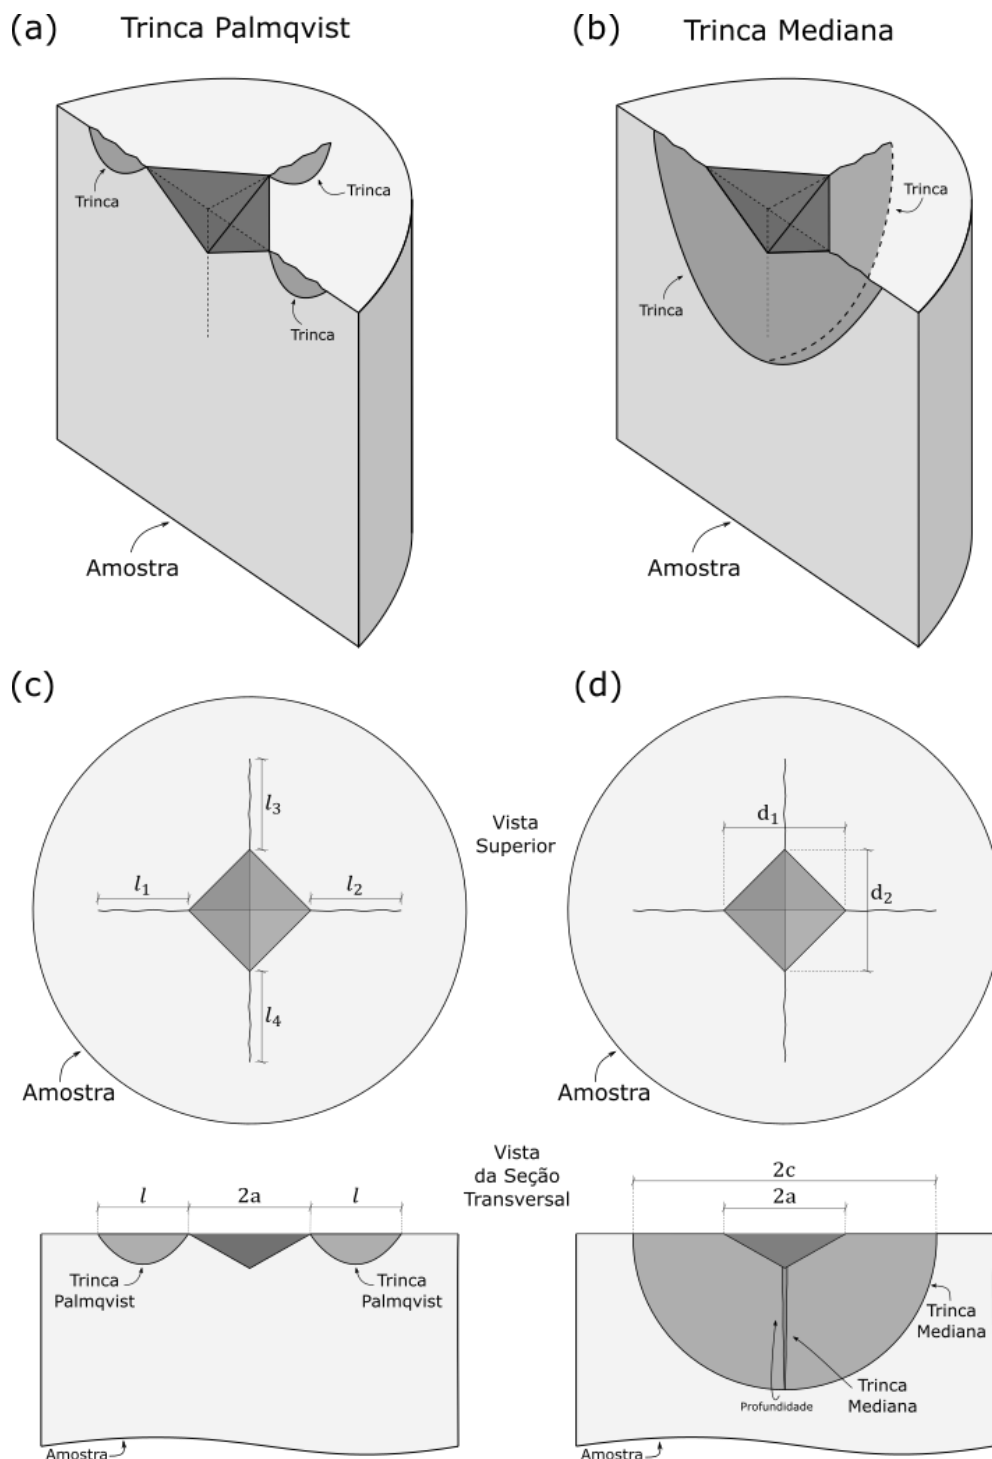 (a) Trinca Palmqvist
(b) Trinca Mediana
Trinca
Trinca
Trinca
Amostra
Trinca
Trinca
Amostra
(c)
(d)
l₃
l₁
l₂
l₄
Amostra
Vista
Superior
d₁
d₂
Amostra
Vista
da Seção
Transversal
l
2a
l
Trinca
Palmqvist
Trinca
Palmqvist
Amostra
2c
2a
Trinca
Mediana
Trinca
Mediana
Profundidade
Amostra